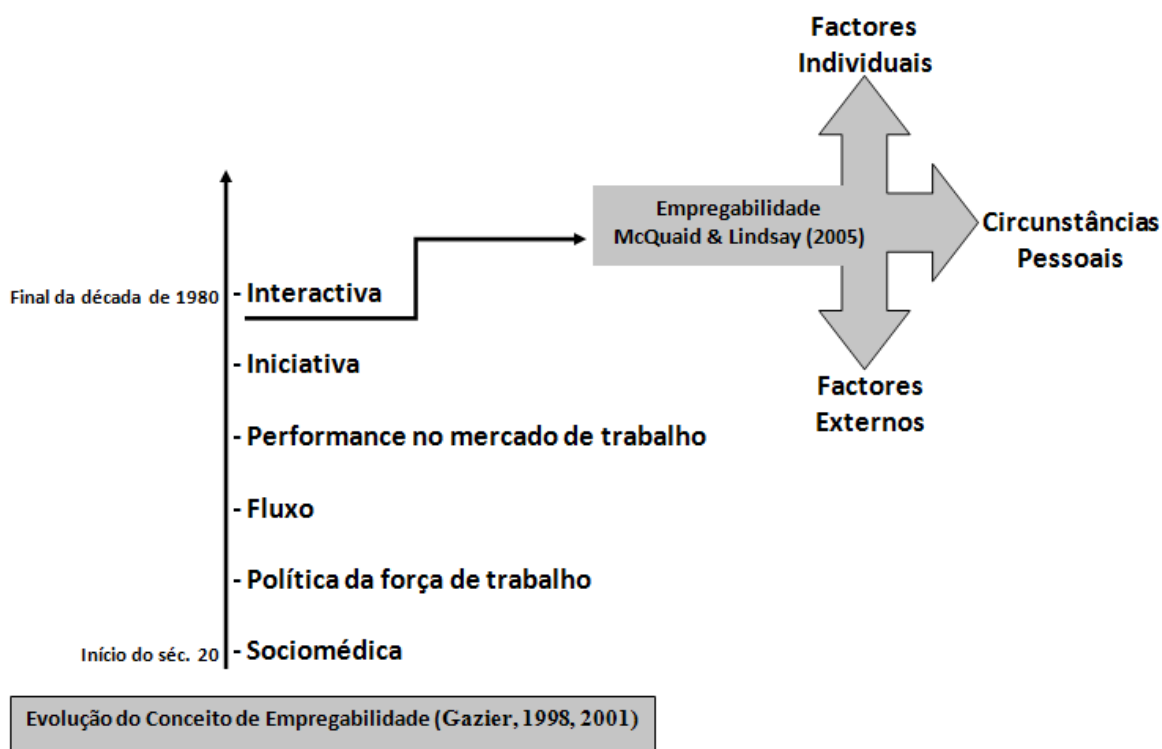 Factores
Individuais
Empregabilidade
McQuaid & Lindsay (2005)
Circunstâncias
Pessoais
Final da década de 1980
- Interactiva
- Iniciativa
Factores
Externos
- Performance no mercado de trabalho
- Fluxo
- Política da força de trabalho
Início do séc. 20
- Sociomédica
Evolução do Conceito de Empregabilidade (Gazier, 1998, 2001)